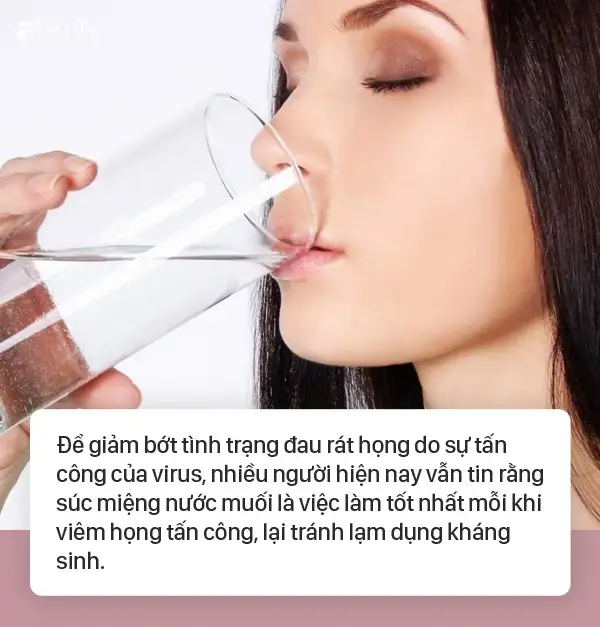 Để giảm bớt tình trạng đau rát họng do sự tấn
công của virus, nhiều người hiện nay vẫn tin rằng
súc miệng nước muối là việc làm tốt nhất mỗi khi
viêm họng tấn công, lại tránh lạm dụng kháng
sinh.